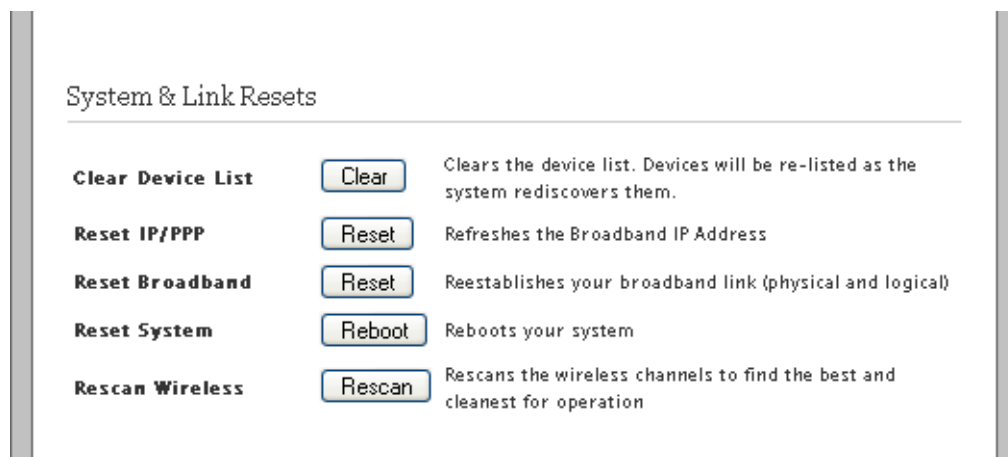 System & Link Resets
Clear Device List Clear Clears the device list. Devices will be re-listed as the
system rediscovers them.
Reset IP/PPP Reset Refreshes the Broadband IP Address
Reset Broadband Reset Reestablishes your broadband link (physical and logical)
Reset System Reboot Reboots your system
Rescan Wireless Rescan Rescans the wireless channels to find the best and
cleanest for operation